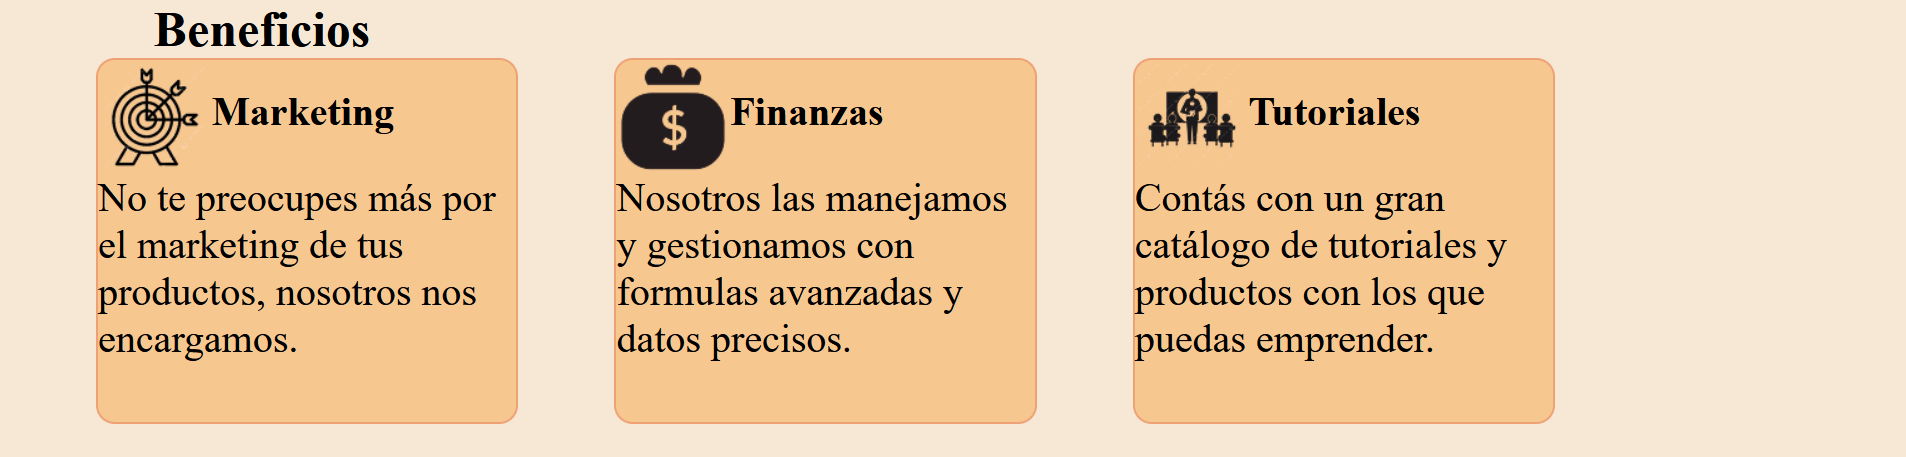 Beneficios
Marketing
No te preocupes más por
el marketing de tus
productos, nosotros nos
encargamos.
$
Finanzas
Nosotros las manejamos
y gestionamos con
formulas avanzadas y
datos precisos.
Tutoriales
Contás con un gran
catálogo de tutoriales y
productos con los que
puedas emprender.